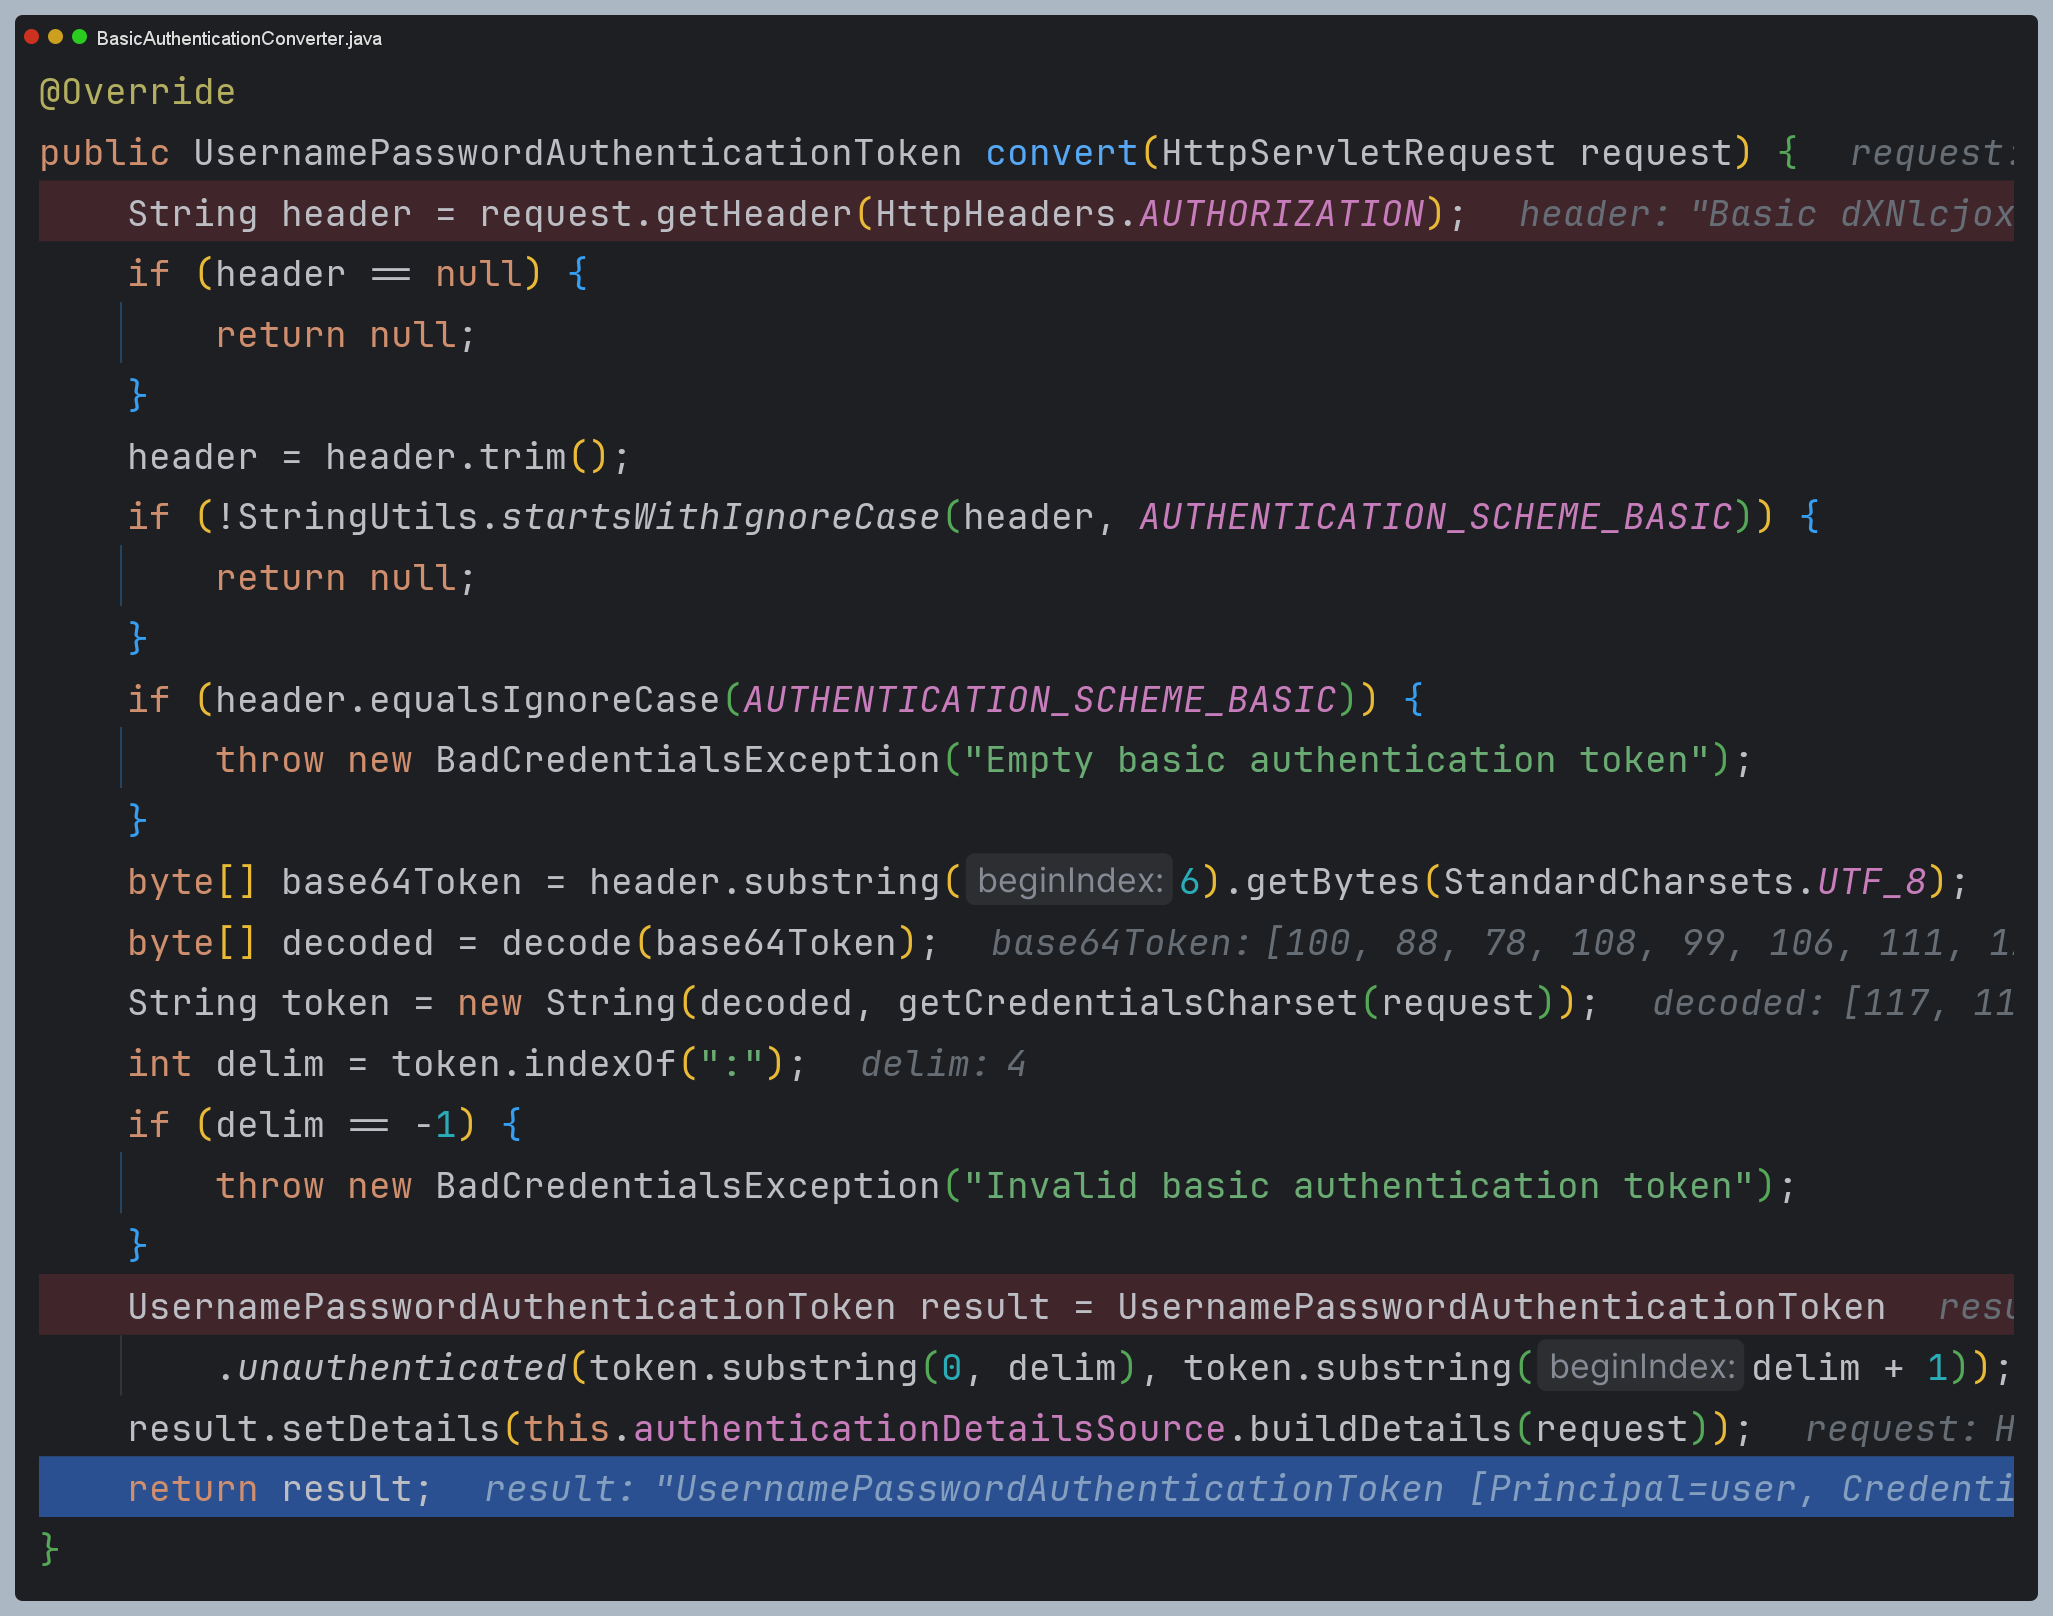 BasicAuthenticationConverter.java
@Override
public UsernamePasswordAuthenticationToken convert(HttpServletRequest request) {  request:
    String header = request.getHeader(HttpHeaders.AUTHORIZATION);  header: "Basic dXNlcjox
    if (header == null) {
        return null;
    }
    header = header.trim();
    if (!StringUtils.startsWithIgnoreCase(header, AUTHENTICATION_SCHEME_BASIC)) {
        return null;
    }
    if (header.equalsIgnoreCase(AUTHENTICATION_SCHEME_BASIC)) {
        throw new BadCredentialsException("Empty basic authentication token");
    }
    byte[] base64Token = header.substring( beginIndex: 6).getBytes(StandardCharsets.UTF_8);
    byte[] decoded = decode(base64Token);  base64Token: [100, 88, 78, 108, 99, 106, 111,
    String token = new String(decoded, getCredentialsCharset(request));  decoded: [117, 11
    int delim = token.indexOf(":");  delim: 4
    if (delim == -1) {
        throw new BadCredentialsException("Invalid basic authentication token");
    }
    UsernamePasswordAuthenticationToken result = UsernamePasswordAuthenticationToken  resu
        .unauthenticated(token.substring(0, delim), token.substring( beginIndex: delim + 1));
    result.setDetails(this.authenticationDetailsSource.buildDetails(request));  request: H
    return result;  result: "UsernamePasswordAuthenticationToken [Principal=user, Credenti
}